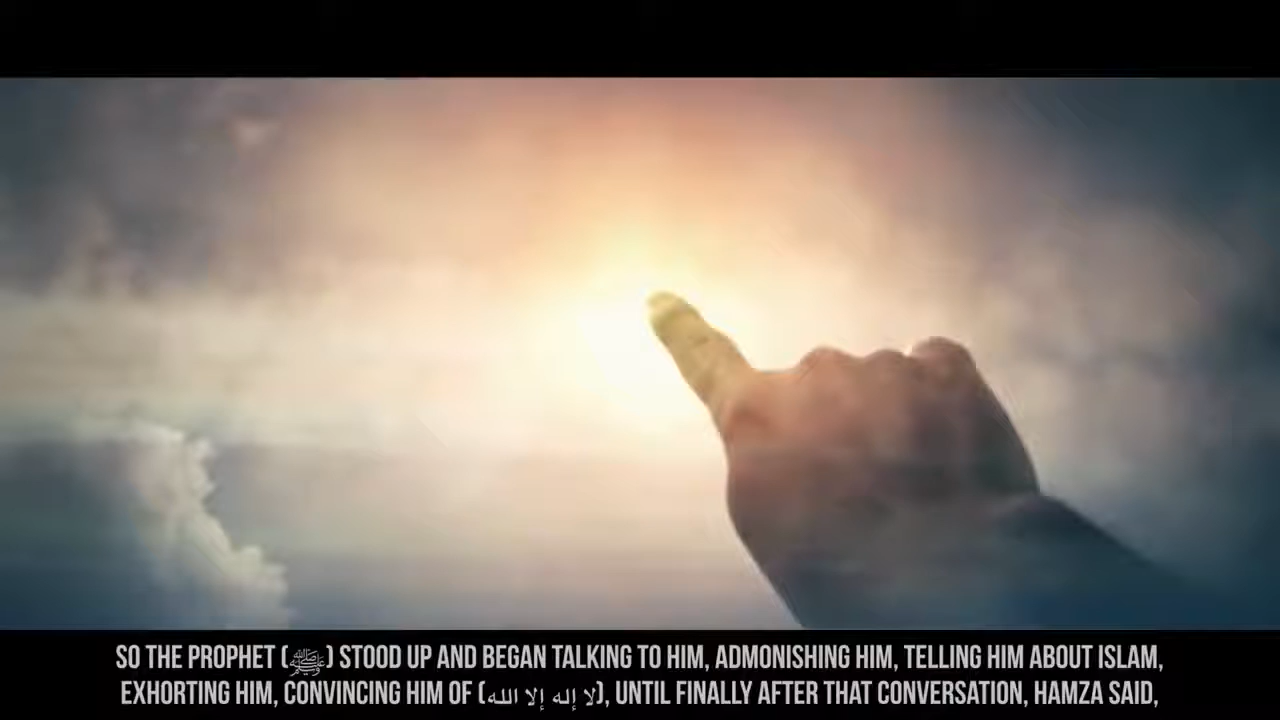 SO THE PROPHET (ﷺ) STOOD UP AND BEGAN TALKING TO HIM, ADMONISHING HIM, TELLING HIM ABOUT ISLAM,
EXHORTING HIM, CONVINCING HIM OF (لا إله إلا الله), UNTIL FINALLY AFTER THAT CONVERSATION, HAMZA SAID,